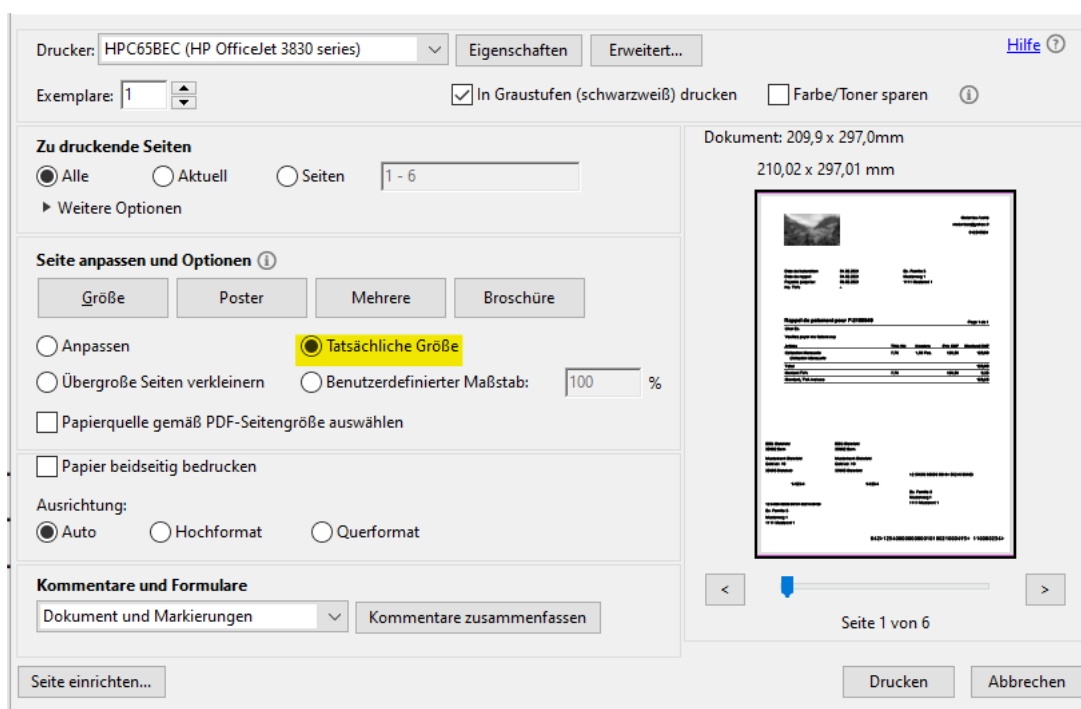 Drucker: HPC65BEC (HP OfficeJet 3830 series) Eigenschaften Erweitert... Hilfe
Exemplare: 1 In Graustufen (schwarzweiß) drucken Farbe/Toner sparen
Zu druckende Seiten
Alle Aktuell Seiten 1 - 6
Weitere Optionen
Seite anpassen und Optionen
Größe Poster Mehrere Broschüre
Anpassen Tatsächliche Größe
Übergroße Seiten verkleinern Benutzerdefinierter Maßstab: 100 %
Papierquelle gemäß PDF-Seitengröße auswählen
Papier beidseitig bedrucken
Ausrichtung:
Auto Hochformat Querformat
Kommentare und Formulare
Dokument und Markierungen Kommentare zusammenfassen
Dokument: 209,9 x 297,0mm
210,02 x 297,01 mm
Rappel de paiement pour
< >
Seite 1 von 6
Seite einrichten... Drucken Abbrechen